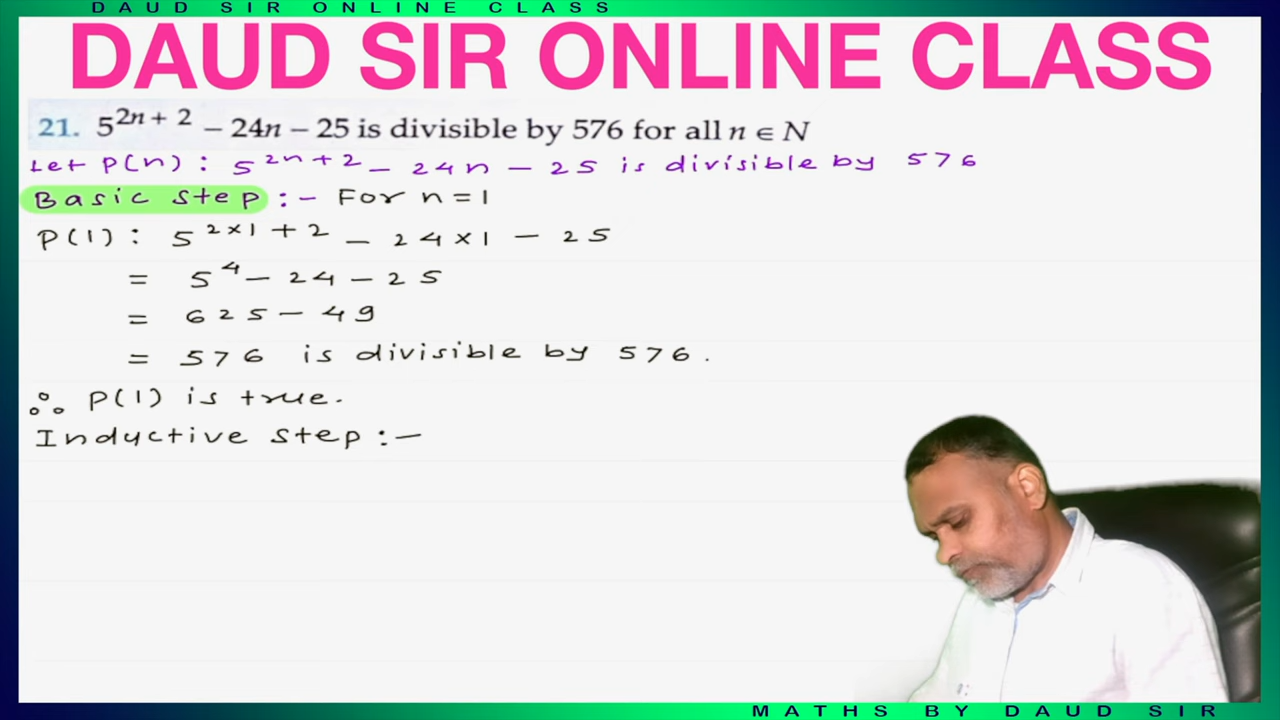 DAUD SIR ONLINE CLASS
DAUD SIR ONLINE CLASS
21. 5^{2n + 2} – 24n – 25 is divisible by 576 for all n ∈ N
Let P(n) : 5^{2n+2} – 24n – 25 is divisible by 576
Basic Step :- For n = 1
P(1) : 5^{2×1+2} – 24×1 – 25
= 5^4 – 24 – 25
= 625 – 49
= 576 is divisible by 576.
∴ P(1) is true.
Inductive Step :-
MATHS BY DAUD SIR